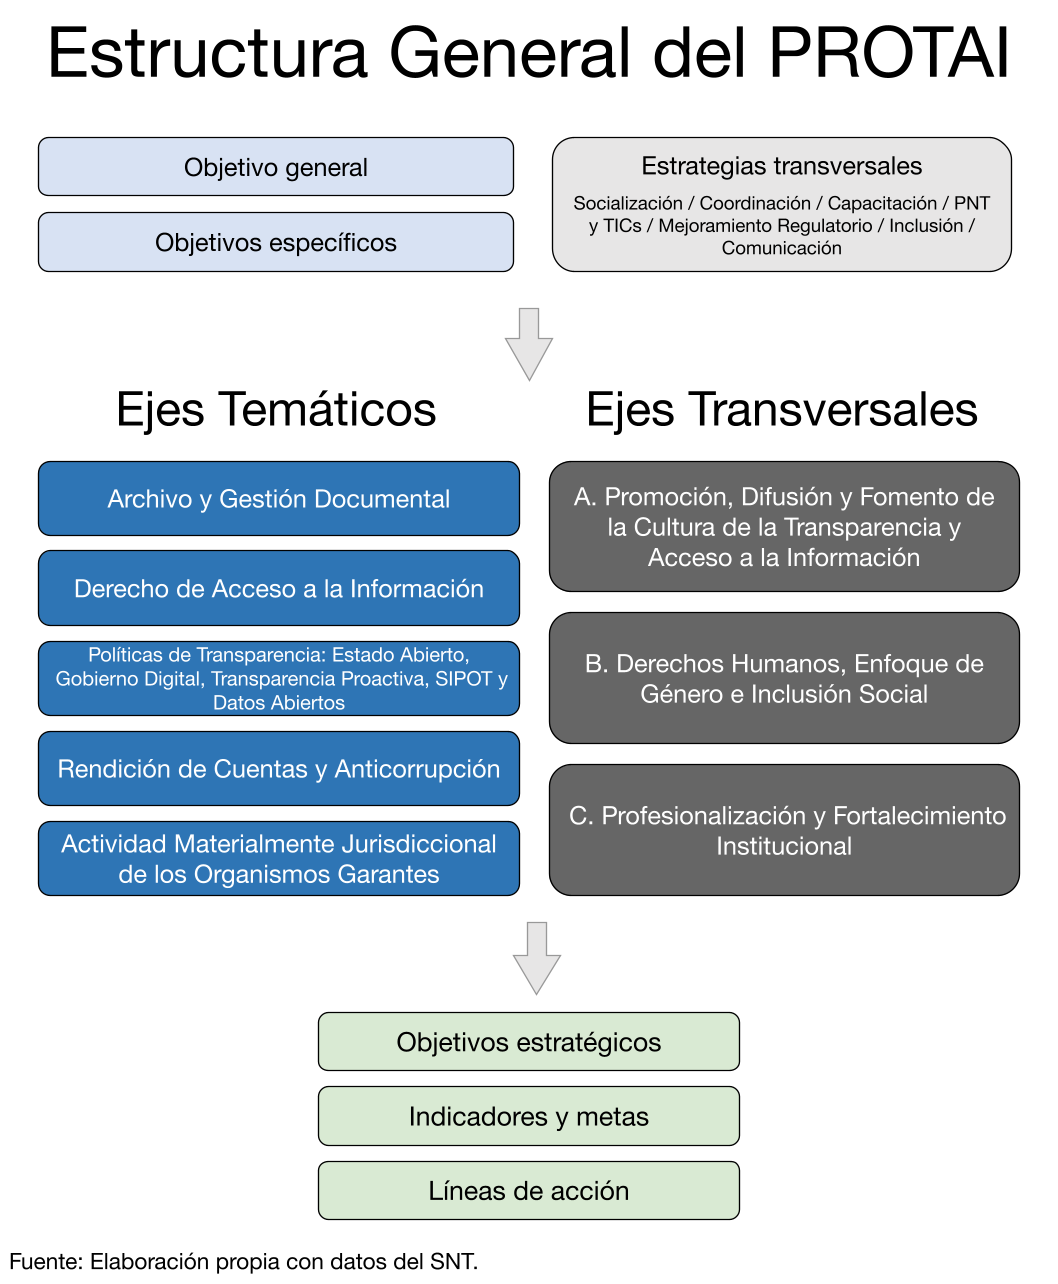 Estructura General del PROTAI
Objetivo general
Objetivos específicos
Estrategias transversales
Socialización / Coordinación / Capacitación / PNT
y TICs / Mejoramiento Regulatorio / Inclusión /
Comunicación
Ejes Temáticos
Archivo y Gestión Documental
Derecho de Acceso a la Información
Políticas de Transparencia: Estado Abierto,
Gobierno Digital, Transparencia Proactiva, SIPOT y
Datos Abiertos
Rendición de Cuentas y Anticorrupción
Actividad Materialmente Jurisdiccional
de los Organismos Garantes
Ejes Transversales
A. Promoción, Difusión y Fomento de
la Cultura de la Transparencia y
Acceso a la Información
B. Derechos Humanos, Enfoque de
Género e Inclusión Social
C. Profesionalización y Fortalecimiento
Institucional
Objetivos estratégicos
Indicadores y metas
Líneas de acción
Fuente: Elaboración propia con datos del SNT.